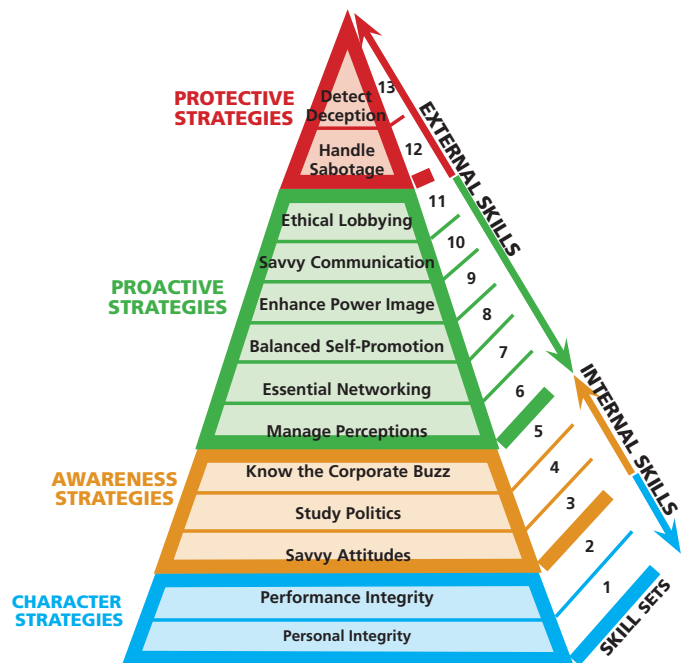 PROTECTIVE
STRATEGIES
13
Detect
Deception
EXTERNAL SKILLS
12
Handle
Sabotage
11
Ethical Lobbying
10
Savvy Communication
9
PROACTIVE
STRATEGIES
Enhance Power Image
8
Balanced Self-Promotion
7
Essential Networking
6
Manage Perceptions
5
INTERNAL SKILLS
AWARENESS
STRATEGIES
Know the Corporate Buzz
4
Study Politics
3
Savvy Attitudes
2
CHARACTER
STRATEGIES
Performance Integrity
1
Personal Integrity
SKILL SETS